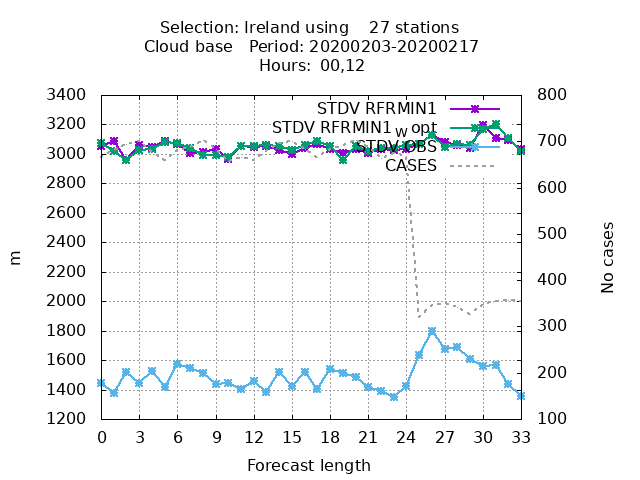 Selection: Ireland using 27 stations
Cloud base Period: 20200203-20200217
Hours: 00,12
STDV RFRMIN1
STDV RFRMIN1 W opt
STDV OBS
CASES
3400
3200
3000
2800
2600
2400
2200
2000
1800
1600
1400
1200
m
800
700
600
500
400
300
200
100
No cases
0 3 6 9 12 15 18 21 24 27 30 33
Forecast length